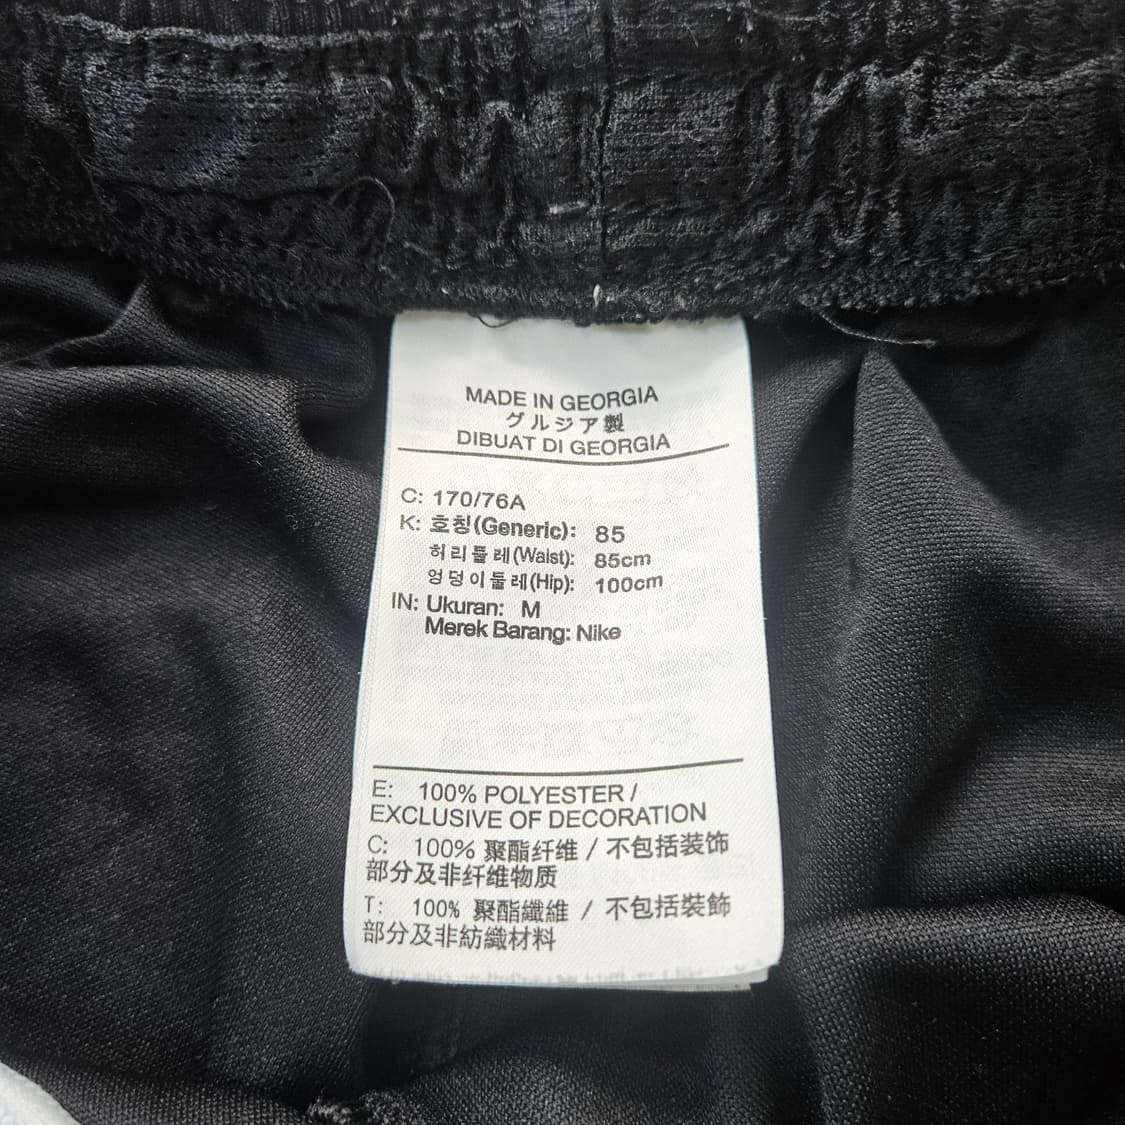 MADE IN GEORGIA
グルジア製
DIBUAT DI GEORGIA
C: 170/76A
K: 호칭(Generic): 85
허리둘레(Waist): 85cm
엉덩이둘레(Hip): 100cm
IN: Ukuran: M
Merek Barang: Nike
E: 100% POLYESTER /
EXCLUSIVE OF DECORATION
C: 100% 聚酯纤维 / 不包括装饰
部分及非纤维物质
T: 100% 聚酯纖維 / 不包括裝飾
部分及非紡織材料